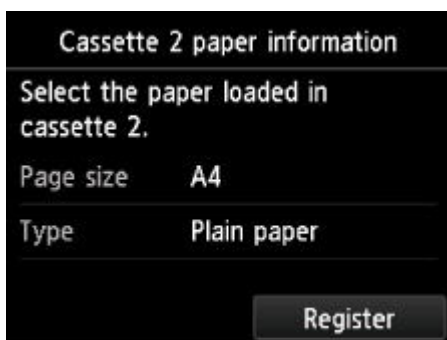 Cassette 2 paper information
Select the paper loaded in
cassette 2.
Page size A4
Type Plain paper
Register